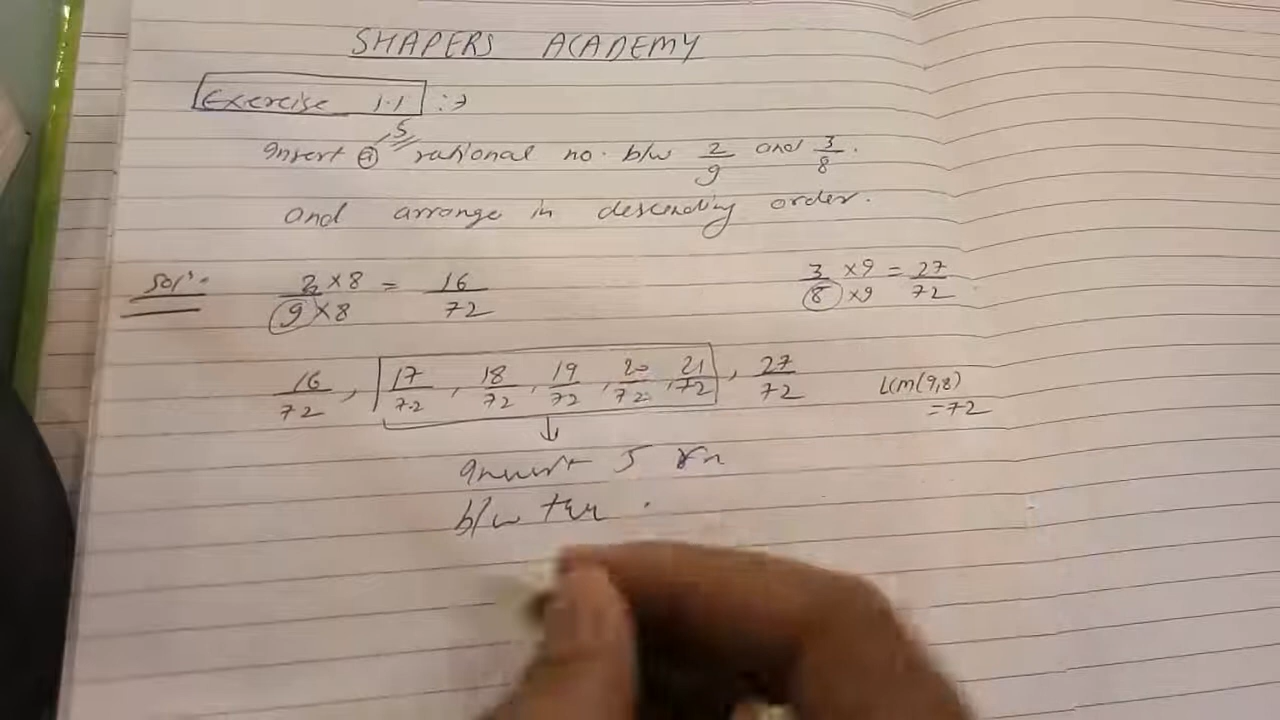 SHAPERS ACADEMY
Exercise 1.1 :→
5
Insert a rational no. b/w 2/9 and 3/8.
and arrange in descending order.
Sol:- 2×8/9×8 = 16/72 3×9/8×9 = 27/72
16/72, 17/72, 18/72, 19/72, 20/72, 21/72, 27/72 LCM(9,8)
=72
Insert 5 rn
b/w